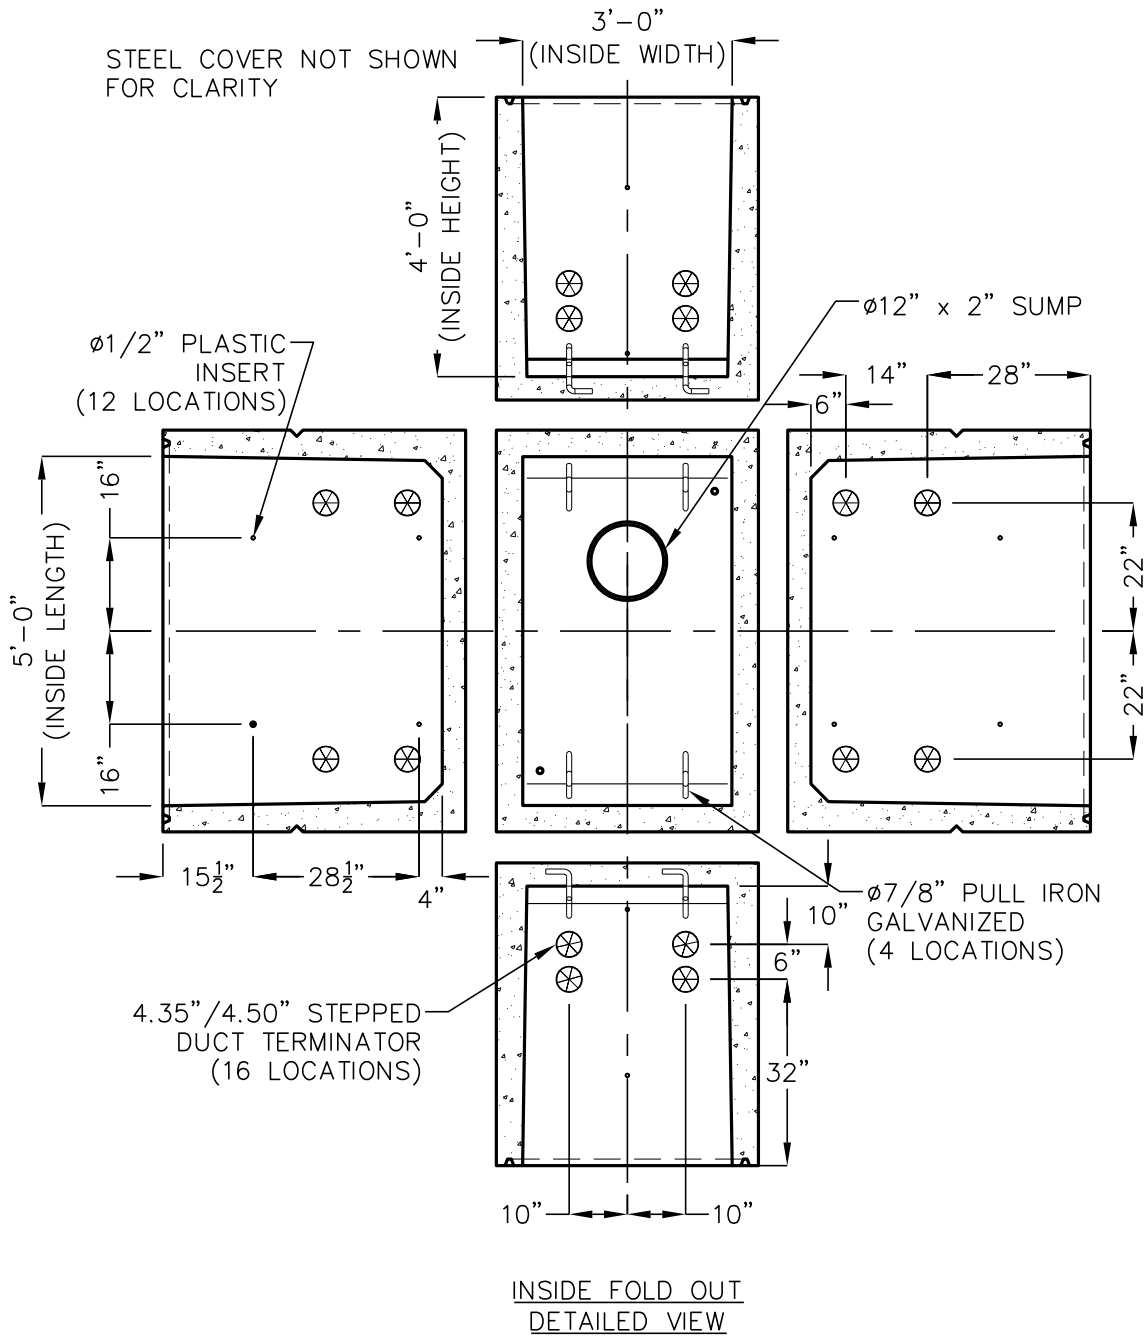 3'-0"
(INSIDE WIDTH)
STEEL COVER NOT SHOWN
FOR CLARITY
4'-0"
(INSIDE HEIGHT)
ø12" x 2" SUMP
ø1/2" PLASTIC
INSERT
(12 LOCATIONS)
14"
28"
6"
16"
5'-0"
(INSIDE LENGTH)
16"
22"
22"
15½"
28½"
4"
ø7/8" PULL IRON
GALVANIZED
(4 LOCATIONS)
10"
6"
4.35"/4.50" STEPPED
DUCT TERMINATOR
(16 LOCATIONS)
32"
10"
10"
INSIDE FOLD OUT
DETAILED VIEW